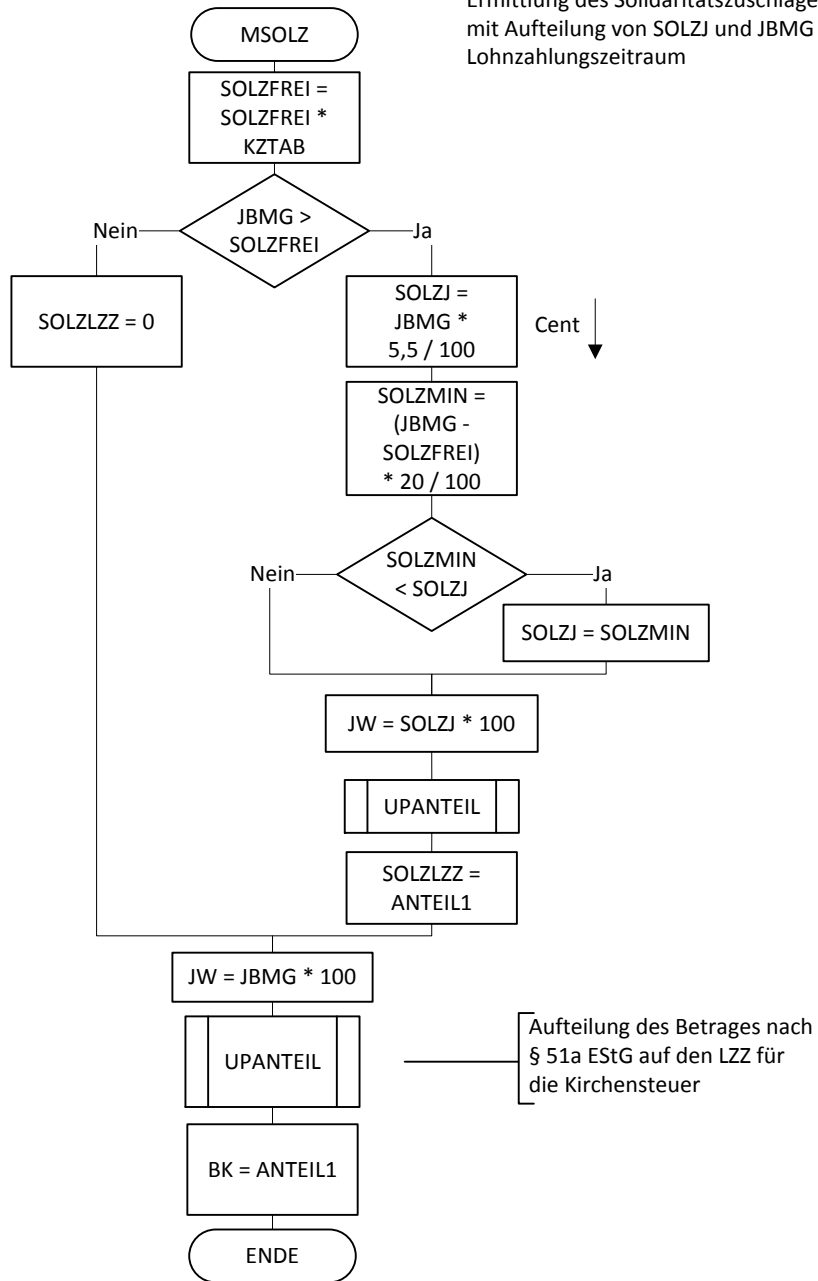 Ermittlung des Solidaritätszuschlages
mit Aufteilung von SOLZJ und JBMG
Lohnzahlungszeitraum
MSOLZ
SOLZFREI =
SOLZFREI *
KZTAB
JBMG >
SOLZFREI
Nein
Ja
SOLZLZZ = 0
SOLZJ =
JBMG *
5,5 / 100
Cent
SOLZMIN =
(JBMG -
SOLZFREI)
* 20 / 100
SOLZMIN
< SOLZJ
Nein
Ja
SOLZJ = SOLZMIN
JW = SOLZJ * 100
UPANTEIL
SOLZLZZ =
ANTEIL1
JW = JBMG * 100
UPANTEIL
Aufteilung des Betrages nach
§ 51a EStG auf den LZZ für
die Kirchensteuer
BK = ANTEIL1
ENDE